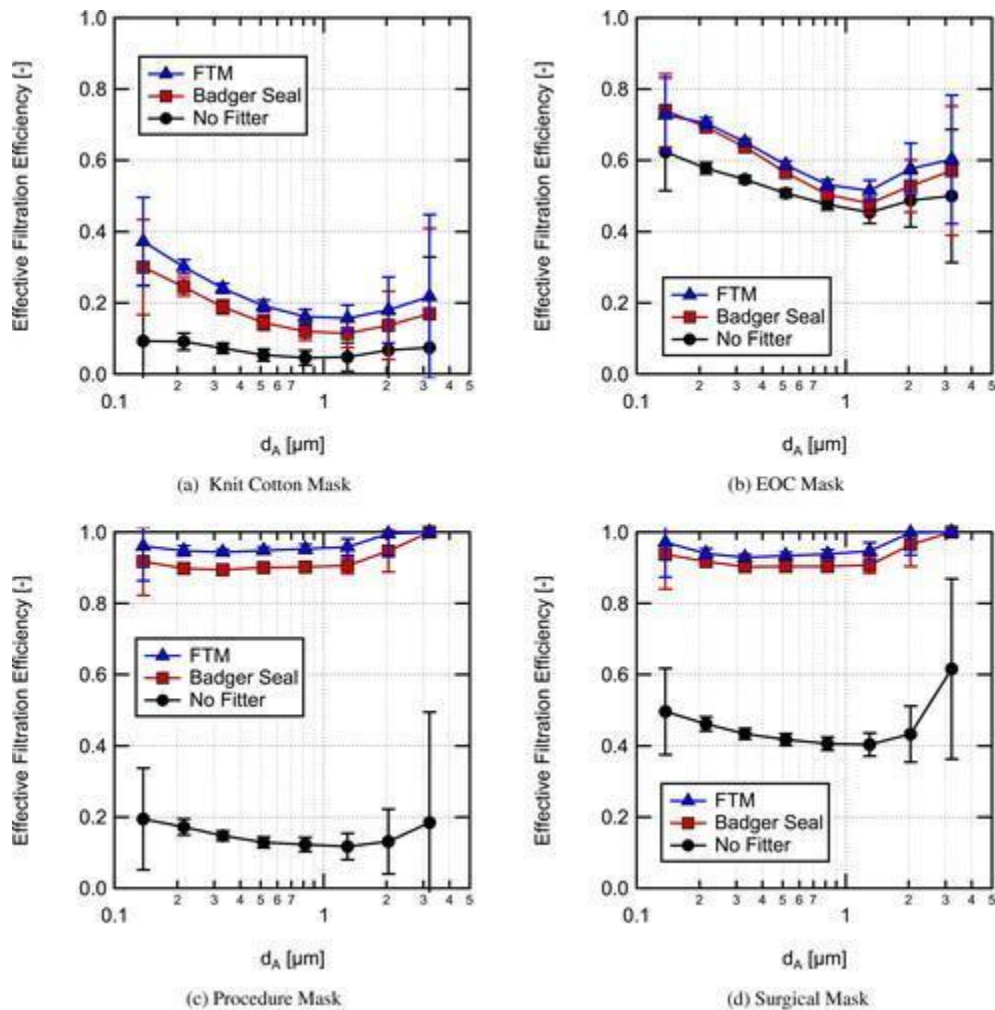 Effective Filtration Efficiency [-]
1.0
0.8
0.6
0.4
0.2
0.0
FTM
Badger Seal
No Fitter
2 3 4 5 6 7 2 3 4 5
0.1 1
d_A [µm]
(a) Knit Cotton Mask
Effective Filtration Efficiency [-]
1.0
0.8
0.6
0.4
0.2
0.0
FTM
Badger Seal
No Fitter
2 3 4 5 6 7 2 3 4 5
0.1 1
d_A [µm]
(b) EOC Mask
Effective Filtration Efficiency [-]
1.0
0.8
0.6
0.4
0.2
0.0
FTM
Badger Seal
No Fitter
2 3 4 5 6 7 2 3 4 5
0.1 1
d_A [µm]
(c) Procedure Mask
Effective Filtration Efficiency [-]
1.0
0.8
0.6
0.4
0.2
0.0
FTM
Badger Seal
No Fitter
2 3 4 5 6 7 2 3 4 5
0.1 1
d_A [µm]
(d) Surgical Mask